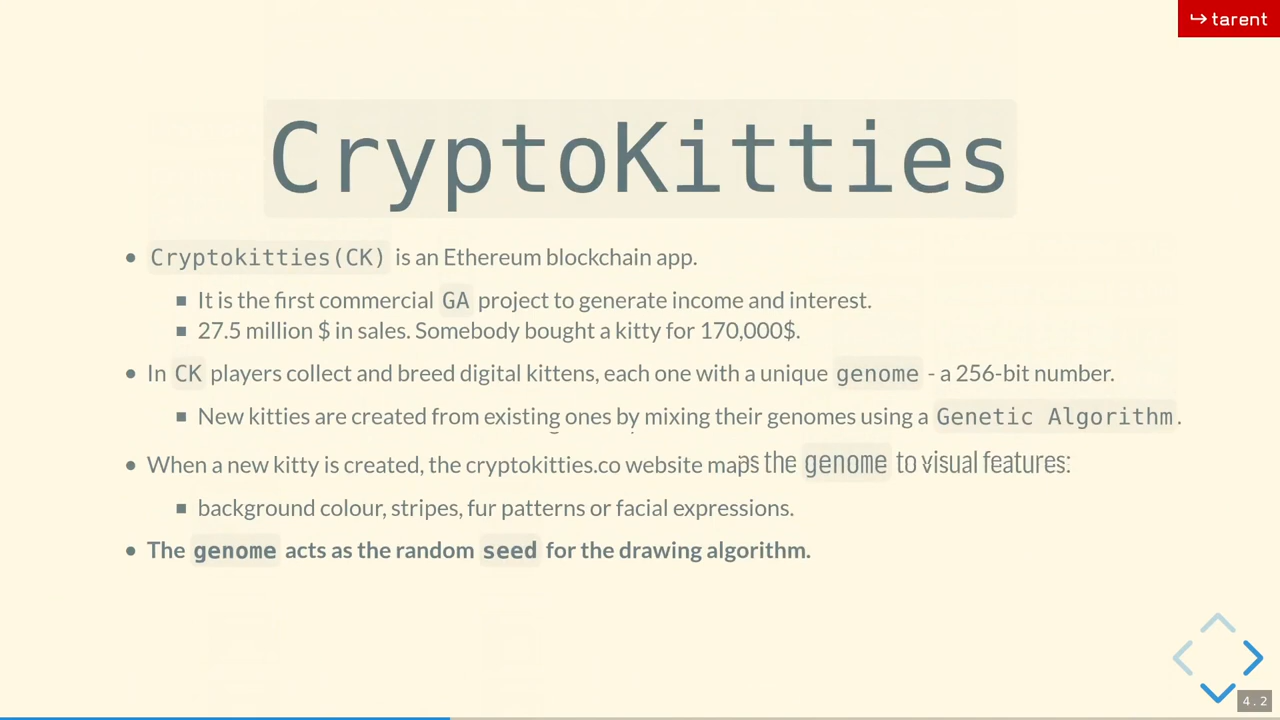 ↪ tarent
CryptoKitties
• Cryptokitties(CK) is an Ethereum blockchain app.
▪ It is the first commercial GA project to generate income and interest.
▪ 27.5 million $ in sales. Somebody bought a kitty for 170,000$.
• In CK players collect and breed digital kittens, each one with a unique genome - a 256-bit number.
▪ New kitties are created from existing ones by mixing their genomes using a Genetic Algorithm.
• When a new kitty is created, the cryptokitties.co website maps the genome to visual features:
▪ background colour, stripes, fur patterns or facial expressions.
• The genome acts as the random seed for the drawing algorithm.
4.2